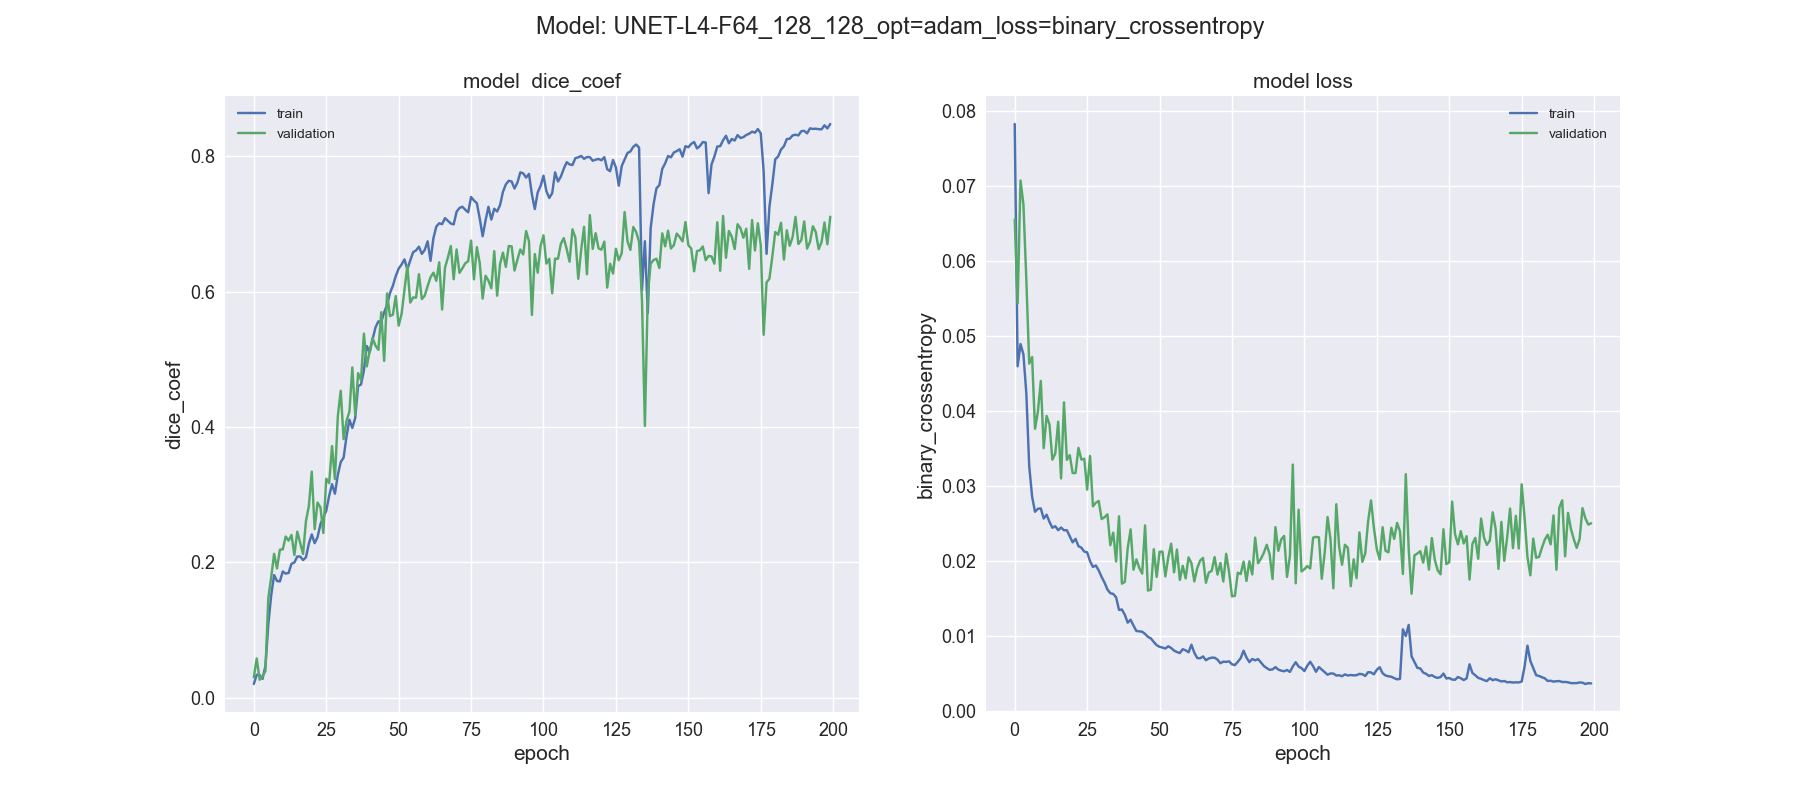 Model: UNET-L4-F64_128_128_opt=adam_loss=binary_crossentropy
model  dice_coef
train
validation
0.8
0.6
0.4
0.2
0.0
dice_coef
0 25 50 75 100 125 150 175 200
epoch
model loss
train
validation
0.08
0.07
0.06
0.05
0.04
0.03
0.02
0.01
0.00
binary_crossentropy
0 25 50 75 100 125 150 175 200
epoch